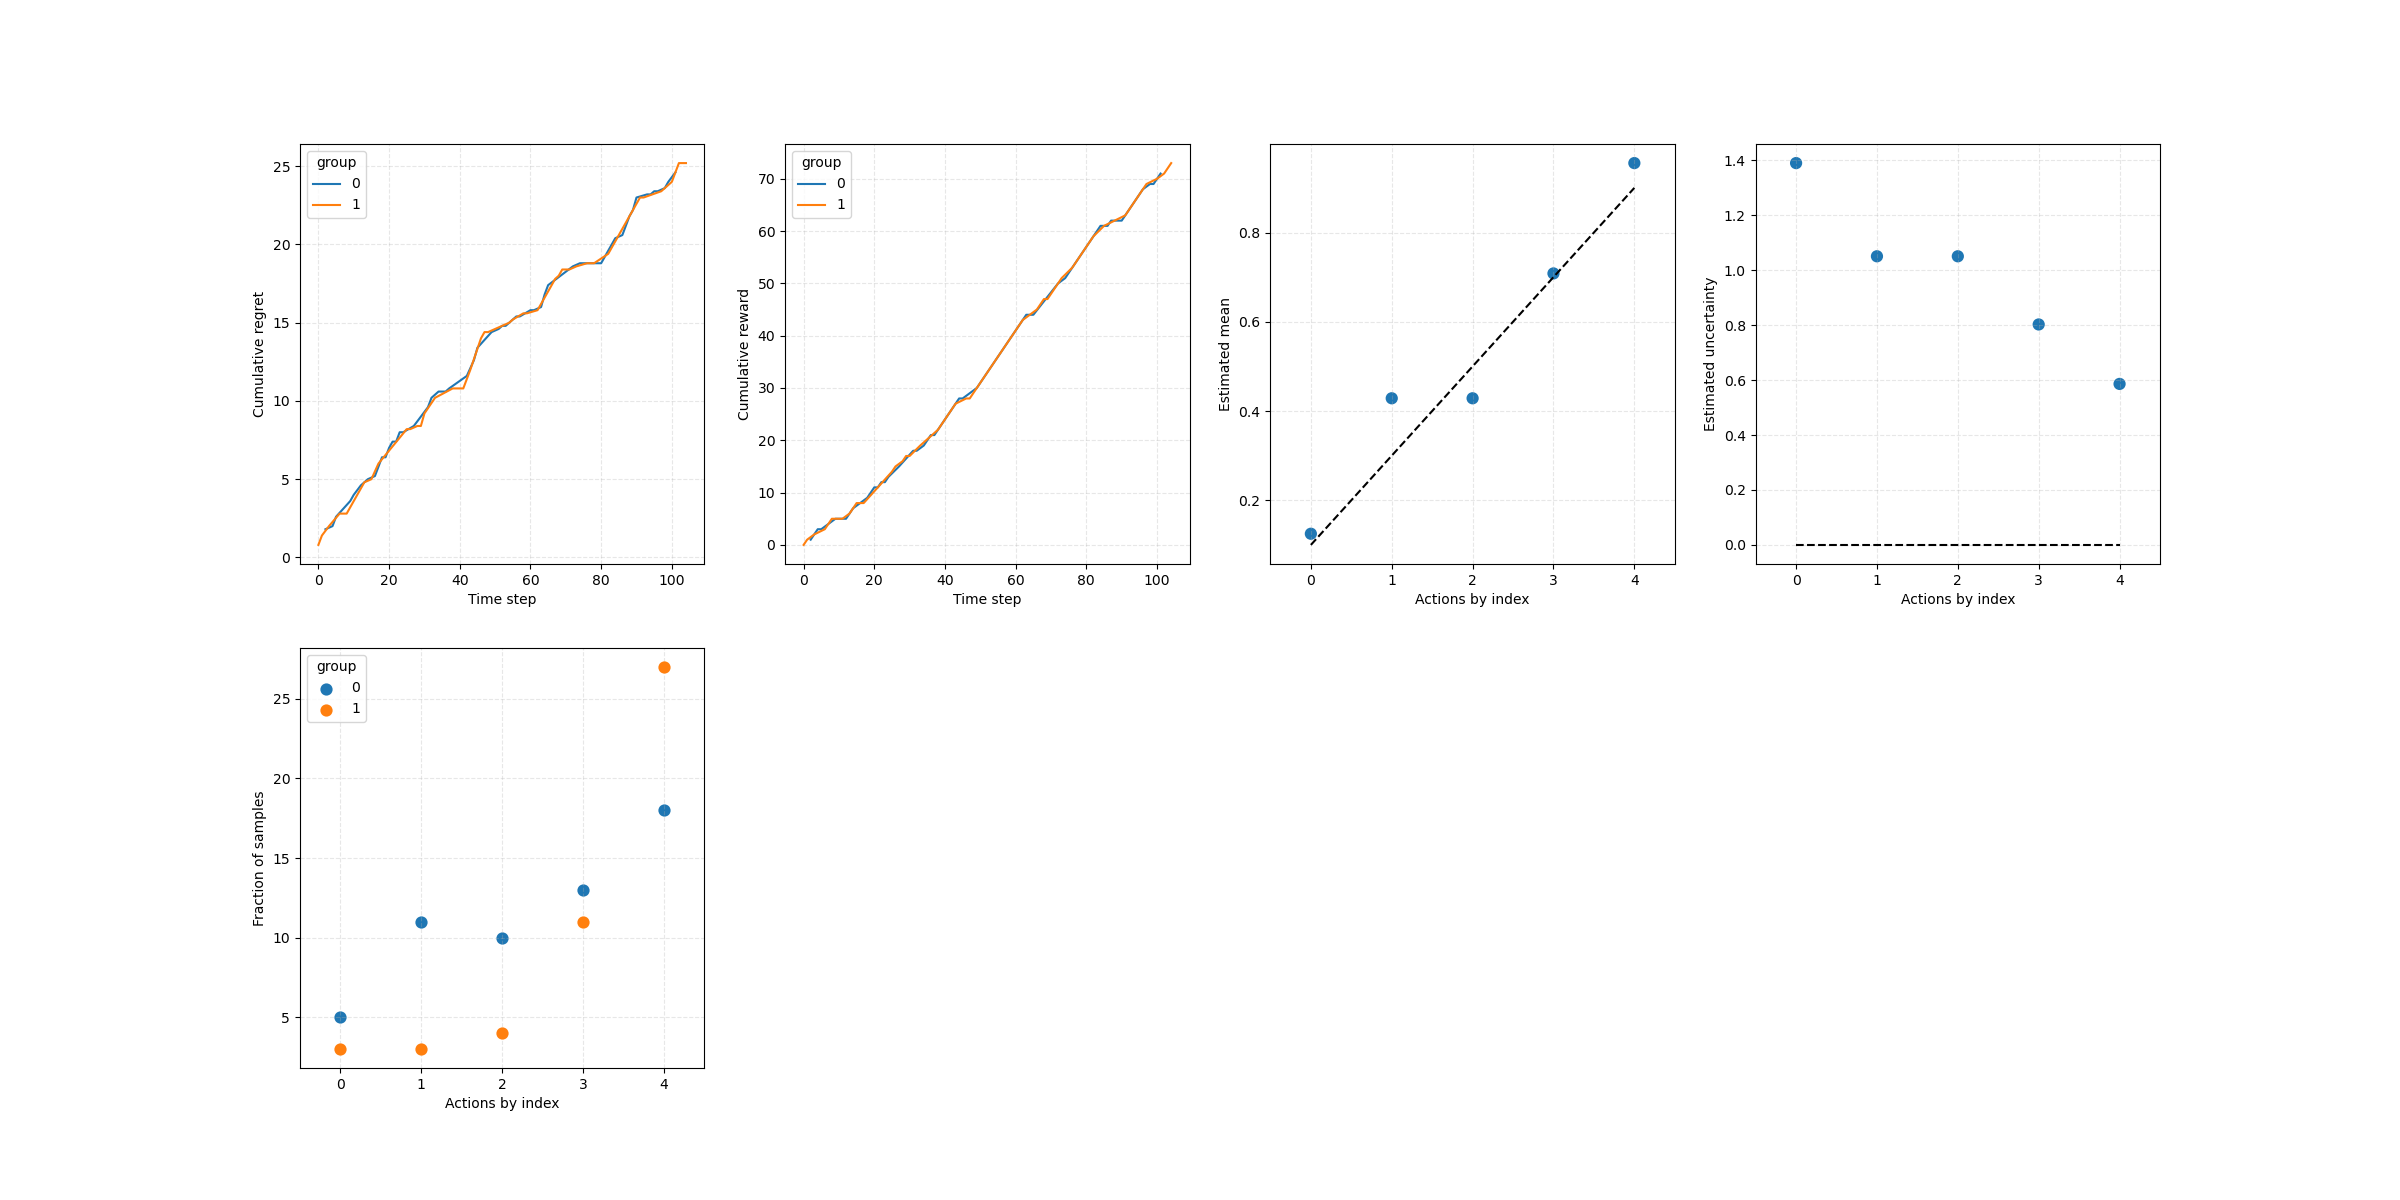 group
0
1
25
20
15
10
5
0
Cumulative regret
0 20 40 60 80 100
Time step
group
0
1
70
60
50
40
30
20
10
0
Cumulative reward
0 20 40 60 80 100
Time step
0.8
0.6
0.4
0.2
Estimated mean
0 1 2 3 4
Actions by index
1.4
1.2
1.0
0.8
0.6
0.4
0.2
0.0
Estimated uncertainty
0 1 2 3 4
Actions by index
group
0
1
25
20
15
10
5
Fraction of samples
0 1 2 3 4
Actions by index